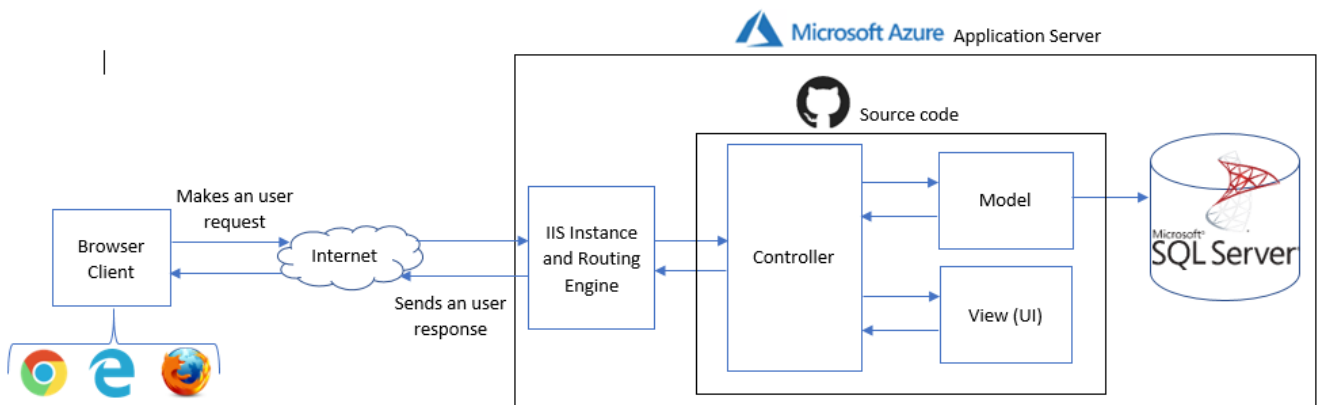 Microsoft Azure Application Server
Source code
Makes an user
request
Browser
Client
Internet
Sends an user
response
IIS Instance
and Routing
Engine
Controller
Model
View (UI)
Microsoft®
SQL Server